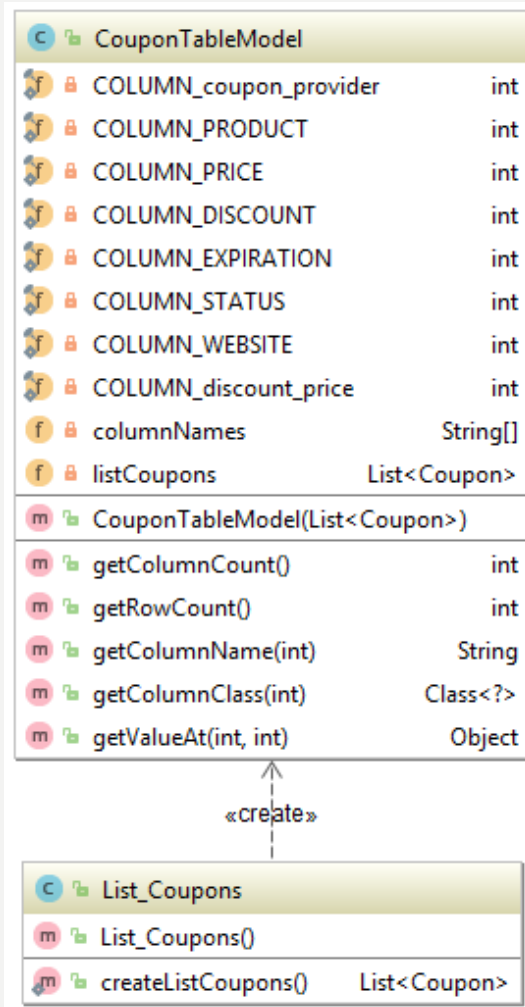 C CouponTableModel
f COLUMN_coupon_provider int
f COLUMN_PRODUCT int
f COLUMN_PRICE int
f COLUMN_DISCOUNT int
f COLUMN_EXPIRATION int
f COLUMN_STATUS int
f COLUMN_WEBSITE int
f COLUMN_discount_price int
f columnNames String[]
f listCoupons List<Coupon>
m CouponTableModel(List<Coupon>)
m getColumnCount() int
m getRowCount() int
m getColumnName(int) String
m getColumnClass(int) Class<?>
m getValueAt(int, int) Object
«create»
C List_Coupons
m List_Coupons()
m createListCoupons() List<Coupon>